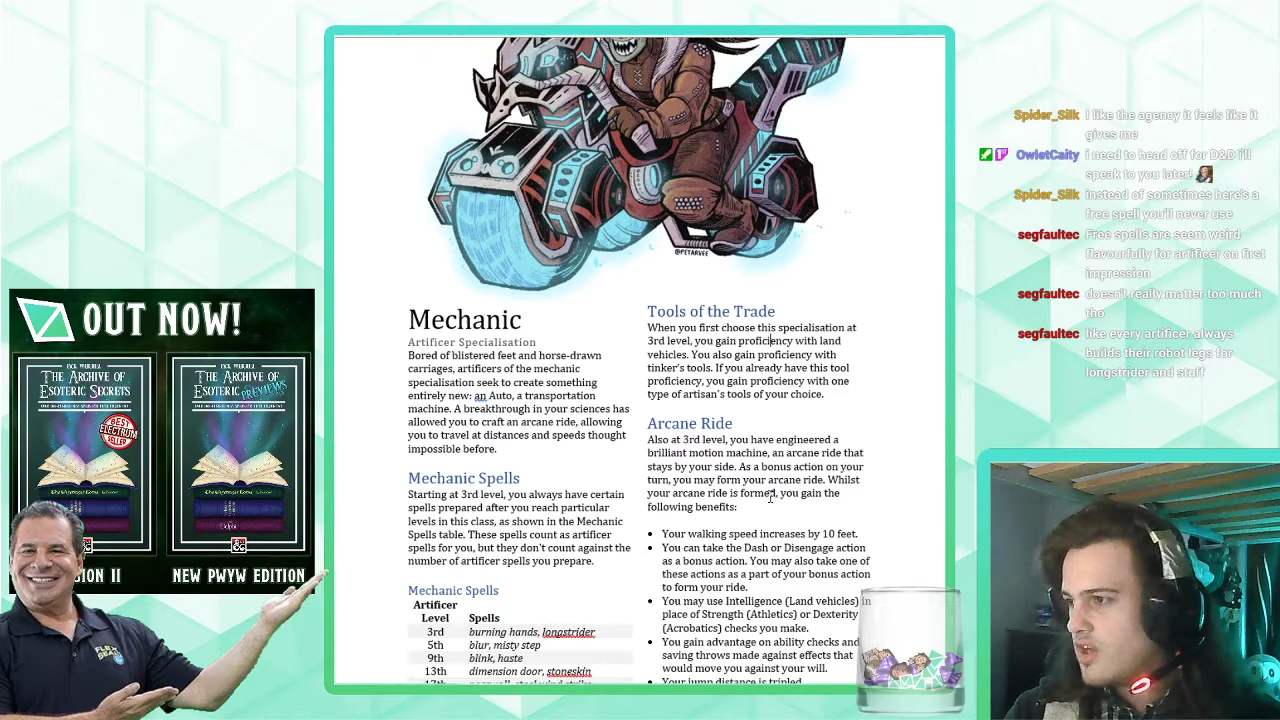 OUT NOW!
THE ARCHIVE OF
ESOTERIC SECRETS
BEST
ELECTRUM
SELLER
THE ARCHIVE OF
ESOTERIC
PREVIEWS
ION II
NEW PWYW EDITION
FLEX
SEAL
@PETARVEE
Mechanic
Artificer Specialisation
Bored of blistered feet and horse-drawn
carriages, artificers of the mechanic
specialisation seek to create something
entirely new: an Auto, a transportation
machine. A breakthrough in your sciences has
allowed you to craft an arcane ride, allowing
you to travel at distances and speeds thought
impossible before.
Mechanic Spells
Starting at 3rd level, you always have certain
spells prepared after you reach particular
levels in this class, as shown in the Mechanic
Spells table. These spells count as artificer
spells for you, but they don't count against the
number of artificer spells you prepare.
Mechanic Spells
Artificer
Level Spells
3rd burning hands, longstrider
5th blur, misty step
9th blink, haste
13th dimension door, stoneskin
Tools of the Trade
When you first choose this specialisation at
3rd level, you gain proficiency with land
vehicles. You also gain proficiency with
tinker's tools. If you already have this tool
proficiency, you gain proficiency with one
type of artisan's tools of your choice.
Arcane Ride
Also at 3rd level, you have engineered a
brilliant motion machine, an arcane ride that
stays by your side. As a bonus action on your
turn, you may form your arcane ride. Whilst
your arcane ride is formed, you gain the
following benefits:
• Your walking speed increases by 10 feet.
• You can take the Dash or Disengage action
as a bonus action. You may also take one of
these actions as a part of your bonus action
to form your ride.
• You may use Intelligence (Land vehicles) in
place of Strength (Athletics) or Dexterity
(Acrobatics) checks you make.
• You gain advantage on ability checks and
saving throws made against effects that
would move you against your will.
• Your jump distance is tripled.
Spider_Silk I like the agency it feels like it
gives me
OwletCaity i need to head off for D&D i'll
speak to you later!
Spider_Silk instead of sometimes here's a
free spell you'll never use
segfaultec Free spells are seem weird
flavourfully for artificer on first
impression
segfaultec doesn't really matter too much
tho
segfaultec like every artificer always
builds their robot legs for
longstrider and stuff